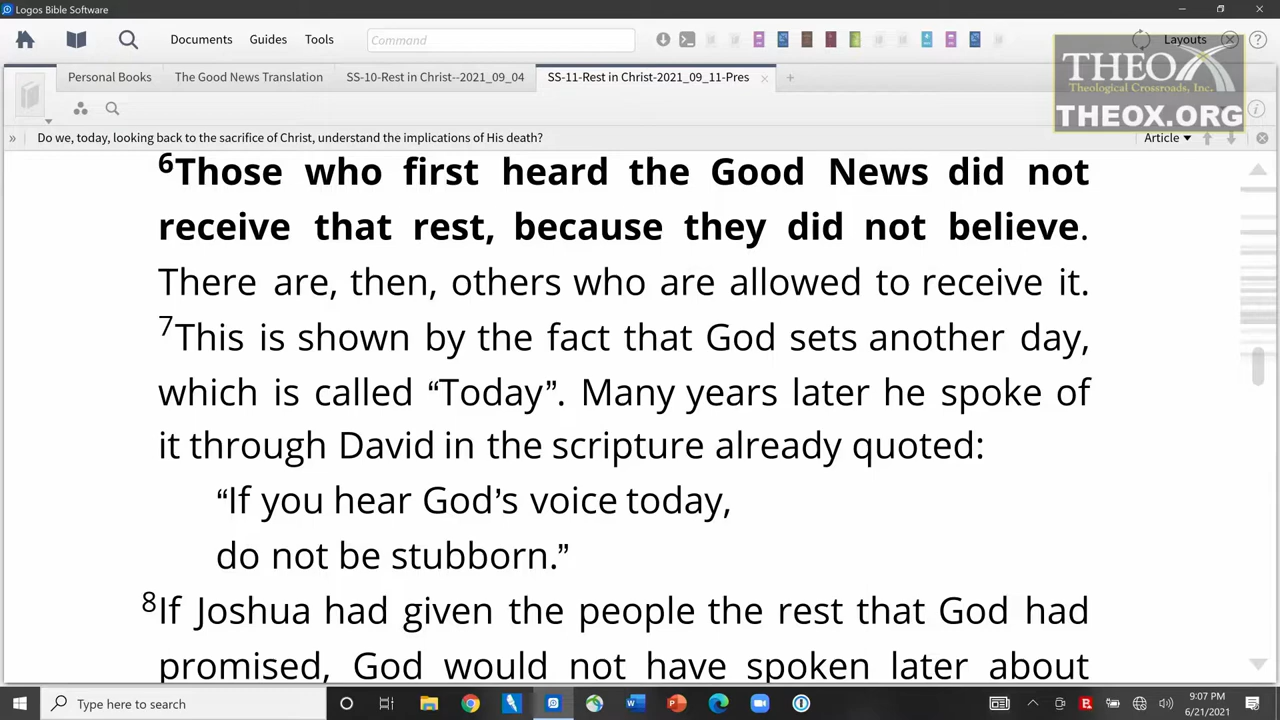 Logos Bible Software
Documents Guides Tools Command Layouts
THEOX
Theological Crossroads, Inc.
THEOX.ORG
Personal Books The Good News Translation SS-10-Rest in Christ--2021_09_04 SS-11-Rest in Christ-2021_09_11-Pres
» Do we, today, looking back to the sacrifice of Christ, understand the implications of His death? Article
6Those who first heard the Good News did not
receive that rest, because they did not believe.
There are, then, others who are allowed to receive it.
7This is shown by the fact that God sets another day,
which is called “Today”. Many years later he spoke of
it through David in the scripture already quoted:
“If you hear God’s voice today,
do not be stubborn.”
8If Joshua had given the people the rest that God had
promised, God would not have spoken later about
Type here to search
9:07 PM
6/21/2021